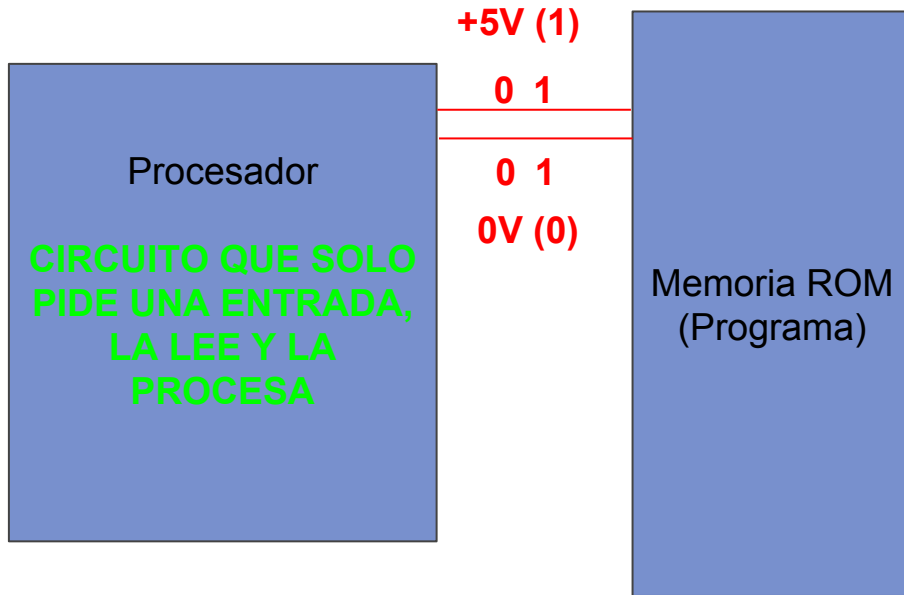 +5V (1)
0 1
Procesador
0 1
0V (0)
CIRCUITO QUE SOLO
PIDE UNA ENTRADA,
LA LEE Y LA
PROCESA
Memoria ROM
(Programa)